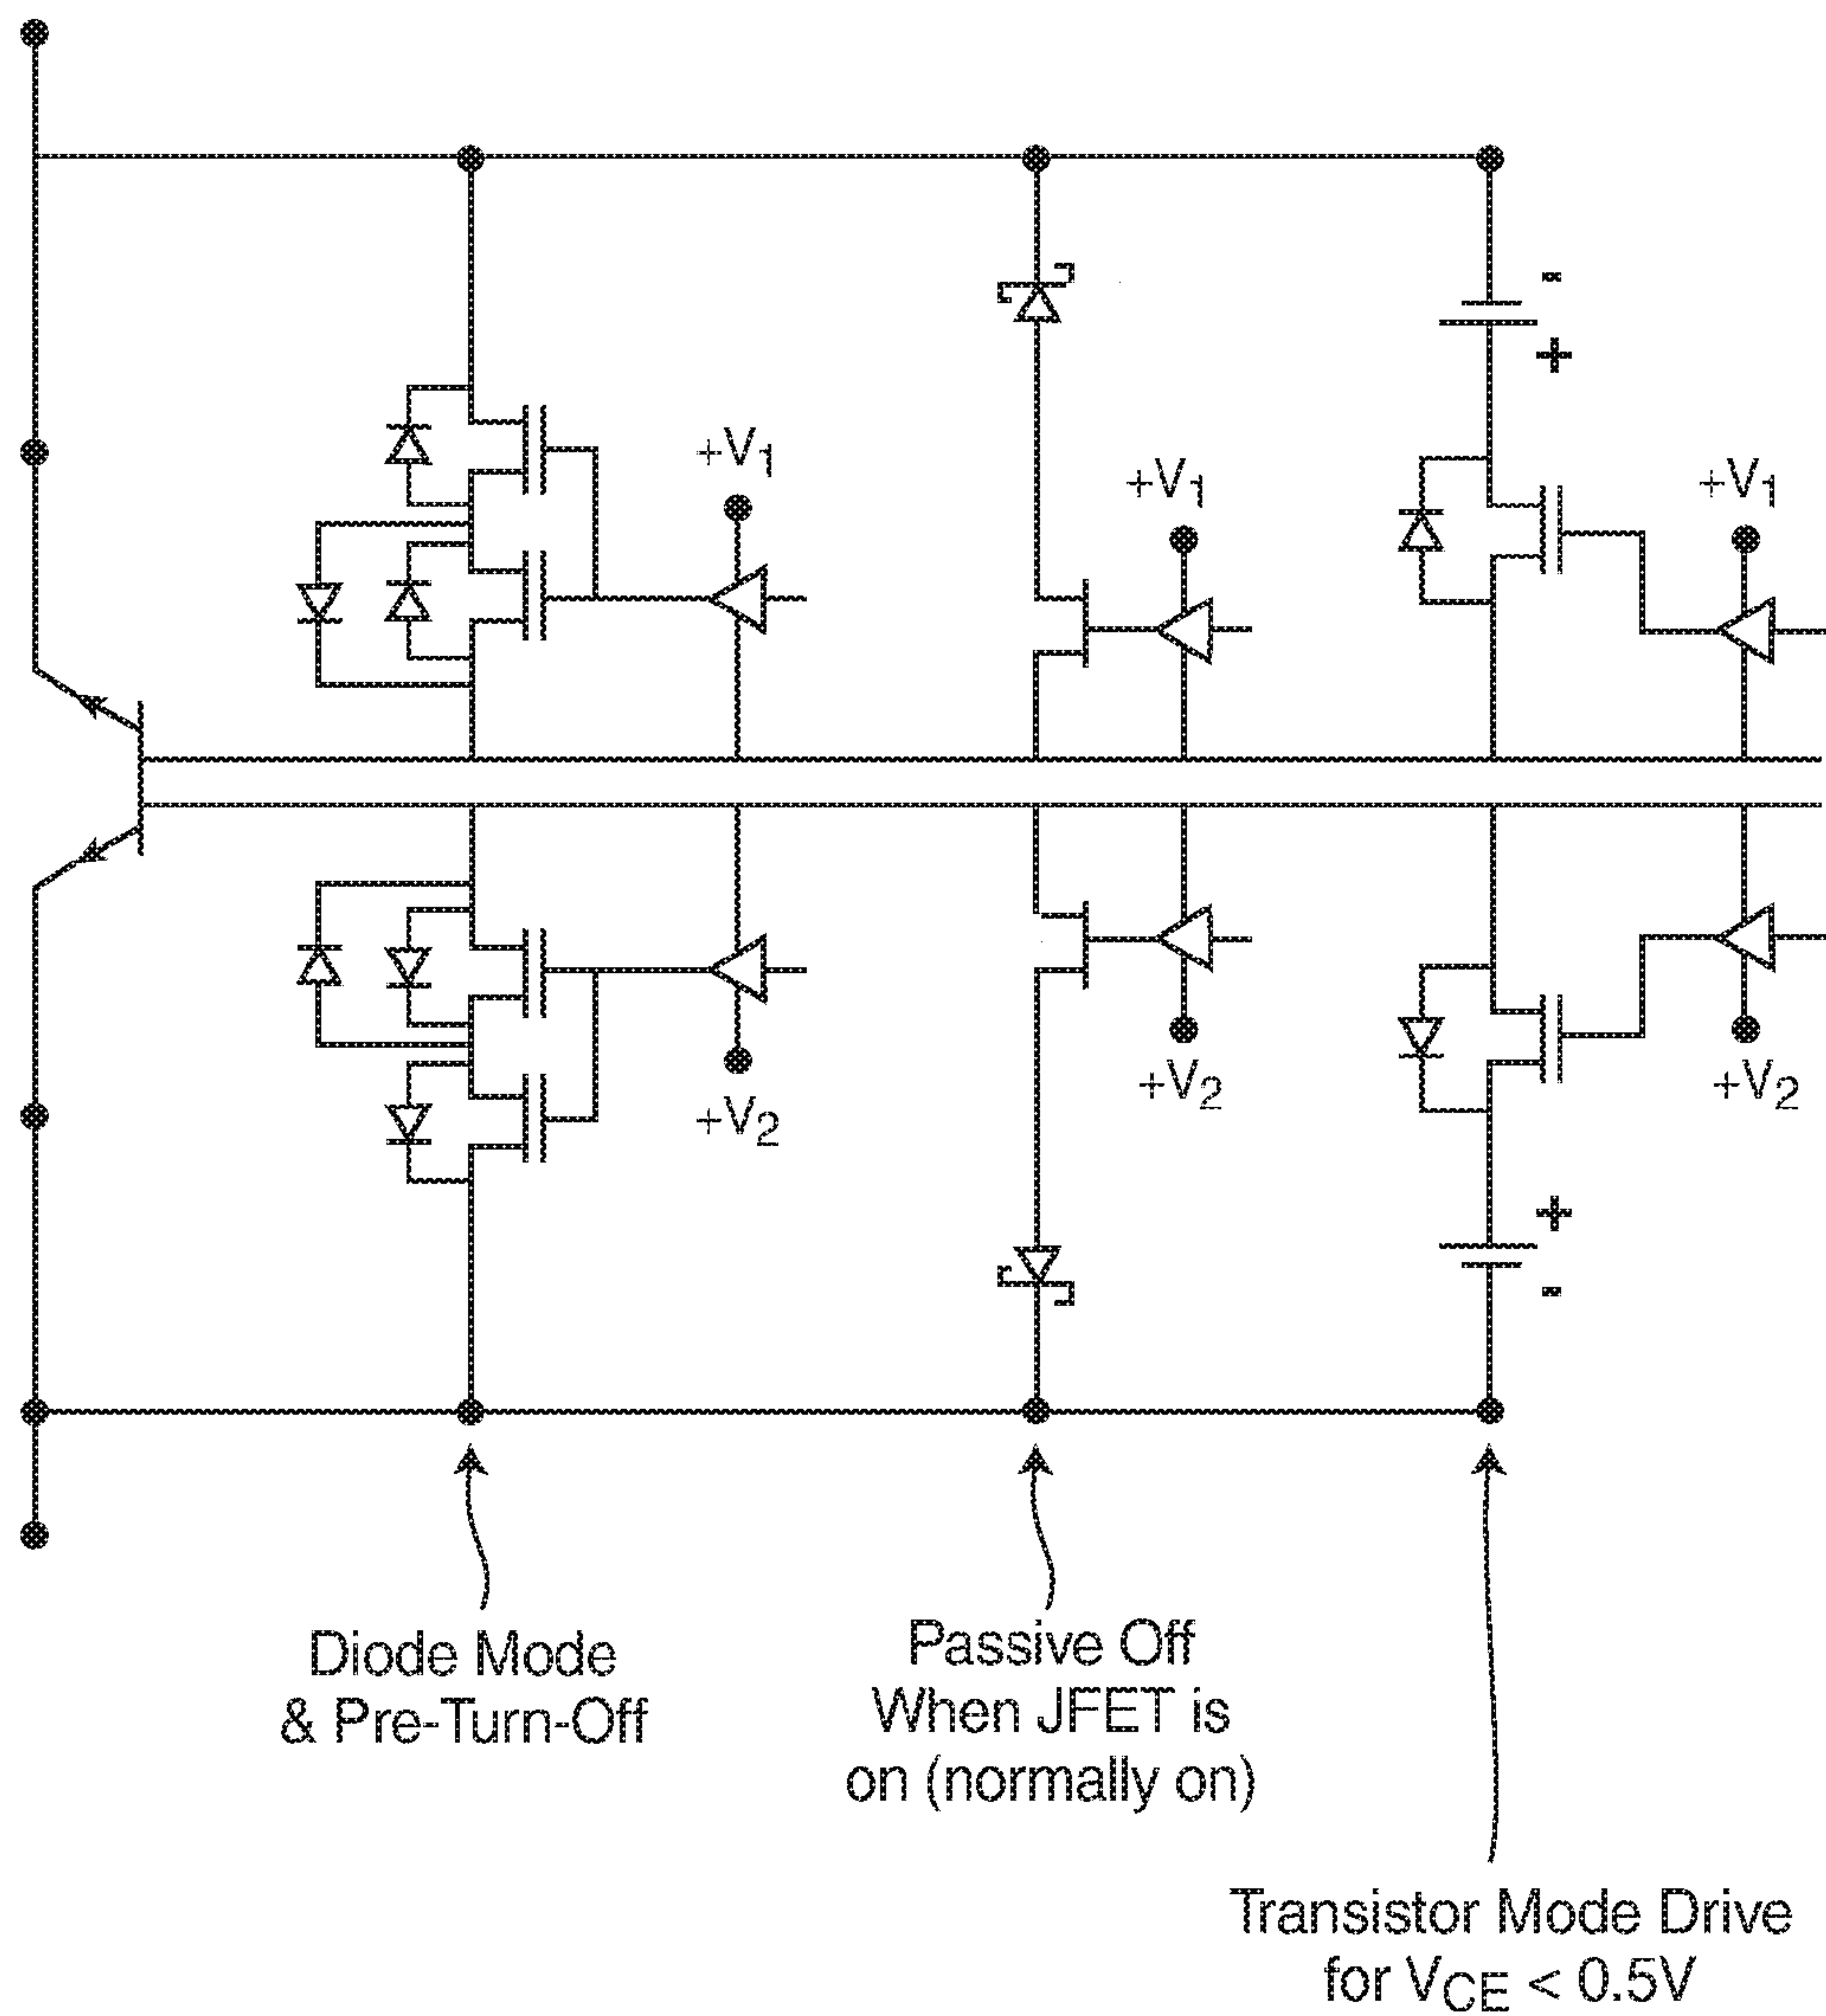 -
+
+V1
+V1
+V1
+V2
+V2
+V2
+
-
Diode Mode
& Pre-Turn-Off
Passive Off
When JFET is
on (normally on)
Transistor Mode Drive
for VCE < 0.5V